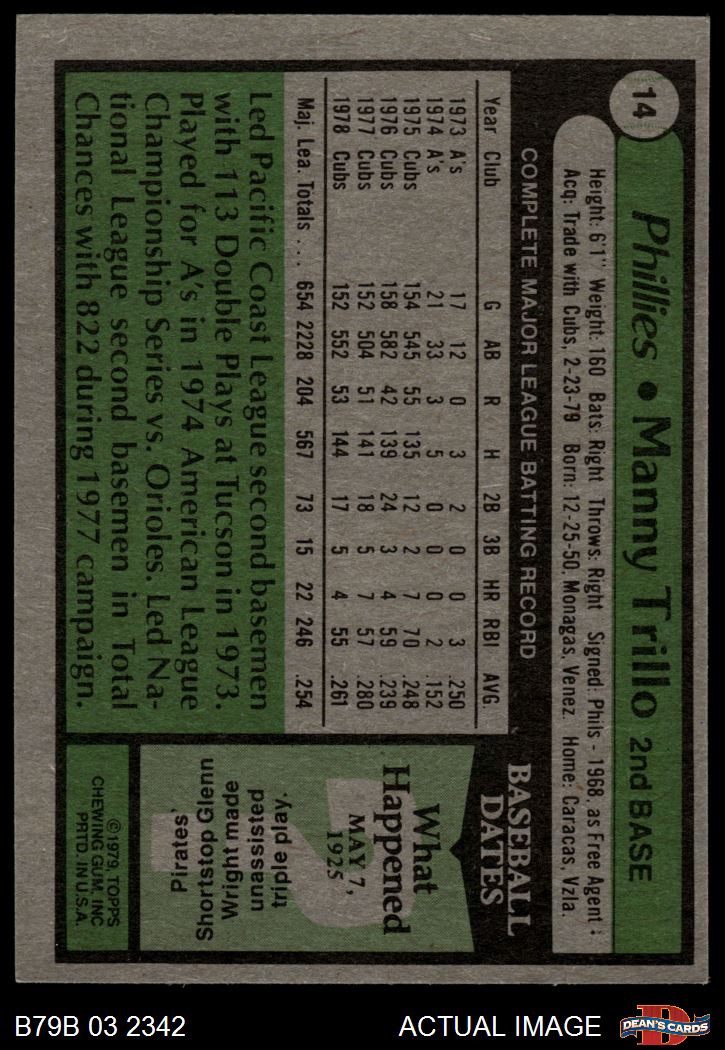 14
Phillies • Manny Trillo 2nd BASE
Height: 6'1" Weight: 160 Bats: Right Throws: Right Signed: Phils - 1968, as Free Agent
Acq: Trade with Cubs, 2-23-79 Born: 12-25-50, Monagas, Venez. Home: Caracas, Vzla.
COMPLETE MAJOR LEAGUE BATTING RECORD
Year Club G AB R H 2B 3B HR RBI AVG.
1973 A's 17 12 0 3 2 0 0 3 .250
1974 A's 21 33 3 5 0 0 0 2 .152
1975 Cubs 154 545 55 135 12 2 7 70 .248
1976 Cubs 158 582 42 139 24 3 4 59 .239
1977 Cubs 152 504 51 141 18 5 7 57 .280
1978 Cubs 152 552 53 144 17 5 4 55 .261
Maj. Lea. Totals . . . 654 2228 204 567 73 15 22 246 .254
Led Pacific Coast League second basemen
with 113 Double Plays at Tucson in 1973.
Played for A's in 1974 American League
Championship Series vs. Orioles. Led Na-
tional League second basemen in Total
Chances with 822 during 1977 campaign.
BASEBALL
DATES
What
Happened
MAY 7,
1925
?
Shortstop Glenn
Wright made
unassisted
triple play.
Pirates'
©1979, TOPPS
CHEWING GUM, INC
PRTD. IN U.S.A.
B79B 03 2342
ACTUAL IMAGE
D
DEAN'S CARDS